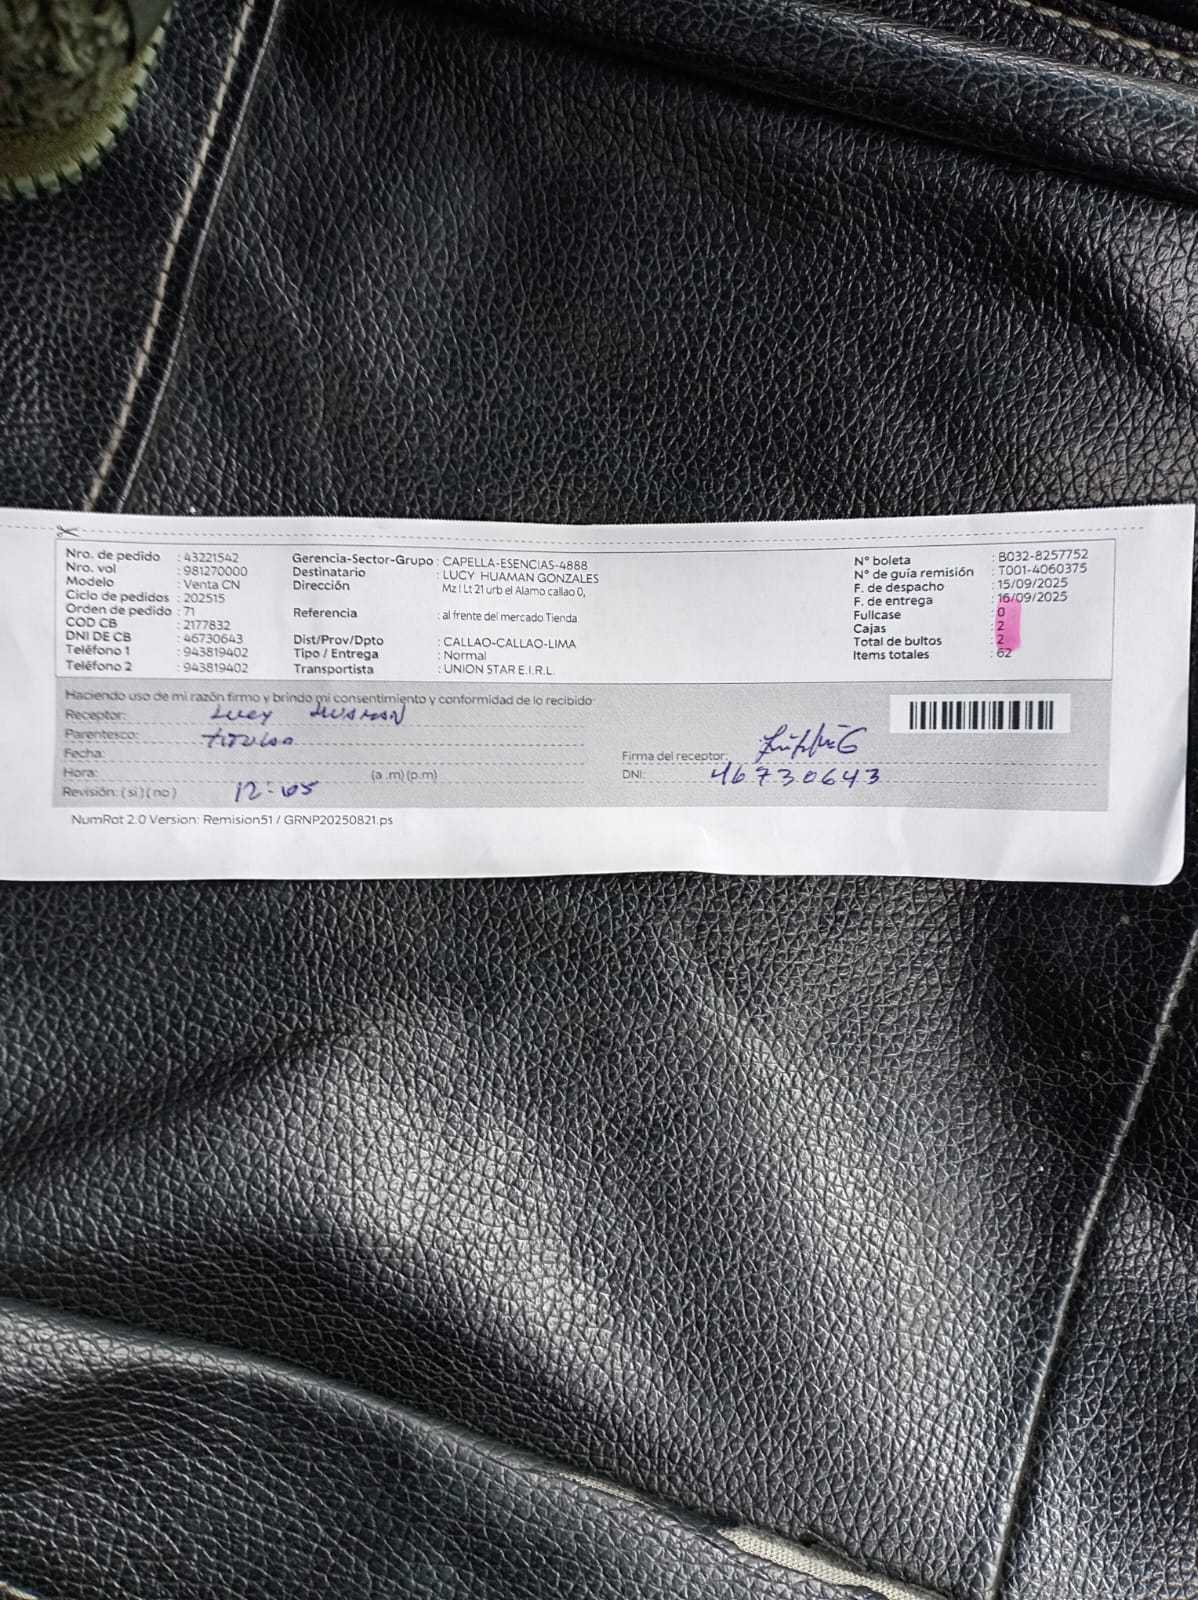 Nro. de pedido : 43221542
Nro. vol : 981270000
Modelo : Venta CN
Ciclo de pedidos : 202515
Orden de pedido : 71
COD CB : 2177832
DNI DE CB : 46730643
Teléfono 1 : 943819402
Teléfono 2 : 943819402
Gerencia-Sector-Grupo : CAPELLA-ESENCIAS-4888
Destinatario : LUCY HUAMAN GONZALES
Dirección Mz I Lt 21 urb el Alamo callao 0,
Referencia : al frente del mercado Tienda
Dist/Prov/Dpto : CALLAO-CALLAO-LIMA
Tipo / Entrega : Normal
Transportista : UNION STAR E.I.R.L.
N° boleta : B032-8257752
N° de guía remisión : T001-4060375
F. de despacho : 15/09/2025
F. de entrega : 16/09/2025
Fullcase : 0
Cajas : 2
Total de bultos : 2
Items totales : 62
Haciendo uso de mi razón firmo y brindo mi consentimiento y conformidad de lo recibido
Receptor: Lucy HUAMAN
Parentesco: titular
Fecha:
Hora: (a .m) (p.m)
Revisión: ( si ) ( no ) 12:05
Firma del receptor:
DNI: 46730643
NumRot 2.0 Version: Remision51 / GRNP20250821.ps